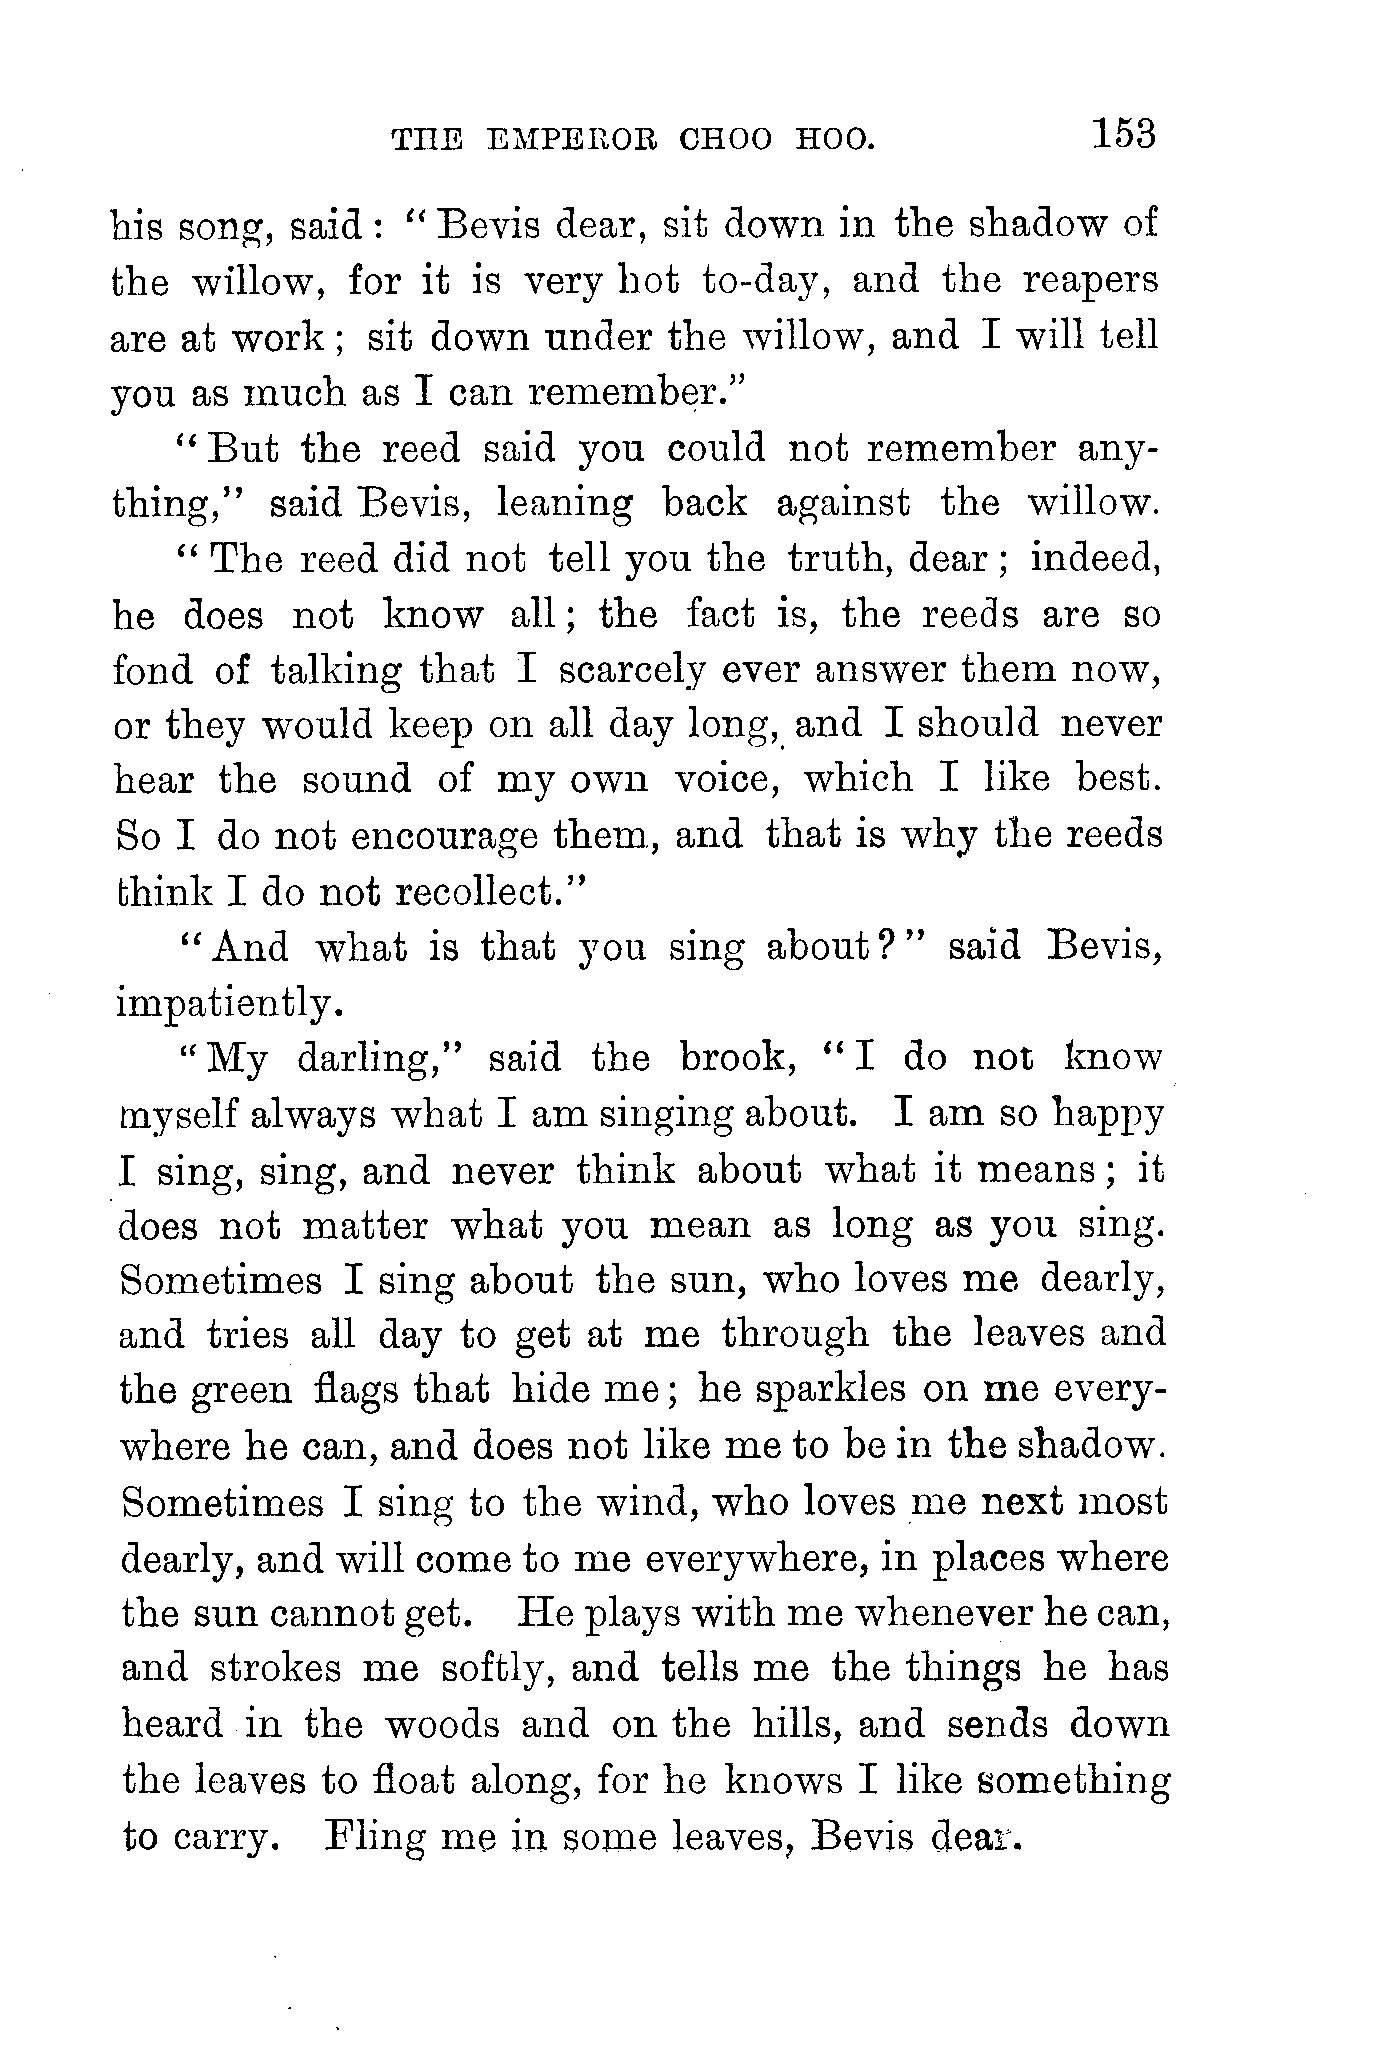 THE EMPEROR CHOO HOO. 153
his song, said: "Bevis dear, sit down in the shadow of
the willow, for it is very hot to-day, and the reapers
are at work; sit down under the willow, and I will tell
you as much as I can remember."
"But the reed said you could not remember any-
thing," said Bevis, leaning back against the willow.
"The reed did not tell you the truth, dear; indeed,
he does not know all; the fact is, the reeds are so
fond of talking that I scarcely ever answer them now,
or they would keep on all day long, and I should never
hear the sound of my own voice, which I like best.
So I do not encourage them, and that is why the reeds
think I do not recollect."
"And what is that you sing about?" said Bevis,
impatiently.
"My darling," said the brook, "I do not know
myself always what I am singing about. I am so happy
I sing, sing, and never think about what it means; it
does not matter what you mean as long as you sing.
Sometimes I sing about the sun, who loves me dearly,
and tries all day to get at me through the leaves and
the green flags that hide me; he sparkles on me every-
where he can, and does not like me to be in the shadow.
Sometimes I sing to the wind, who loves me next most
dearly, and will come to me everywhere, in places where
the sun cannot get. He plays with me whenever he can,
and strokes me softly, and tells me the things he has
heard in the woods and on the hills, and sends down
the leaves to float along, for he knows I like something
to carry. Fling me in some leaves, Bevis dear.